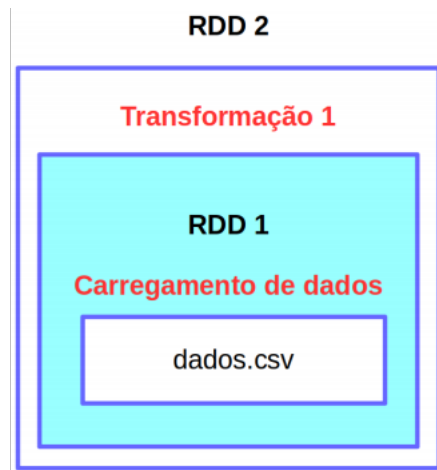 RDD 2
Transformação 1
RDD 1
Carregamento de dados
dados.csv